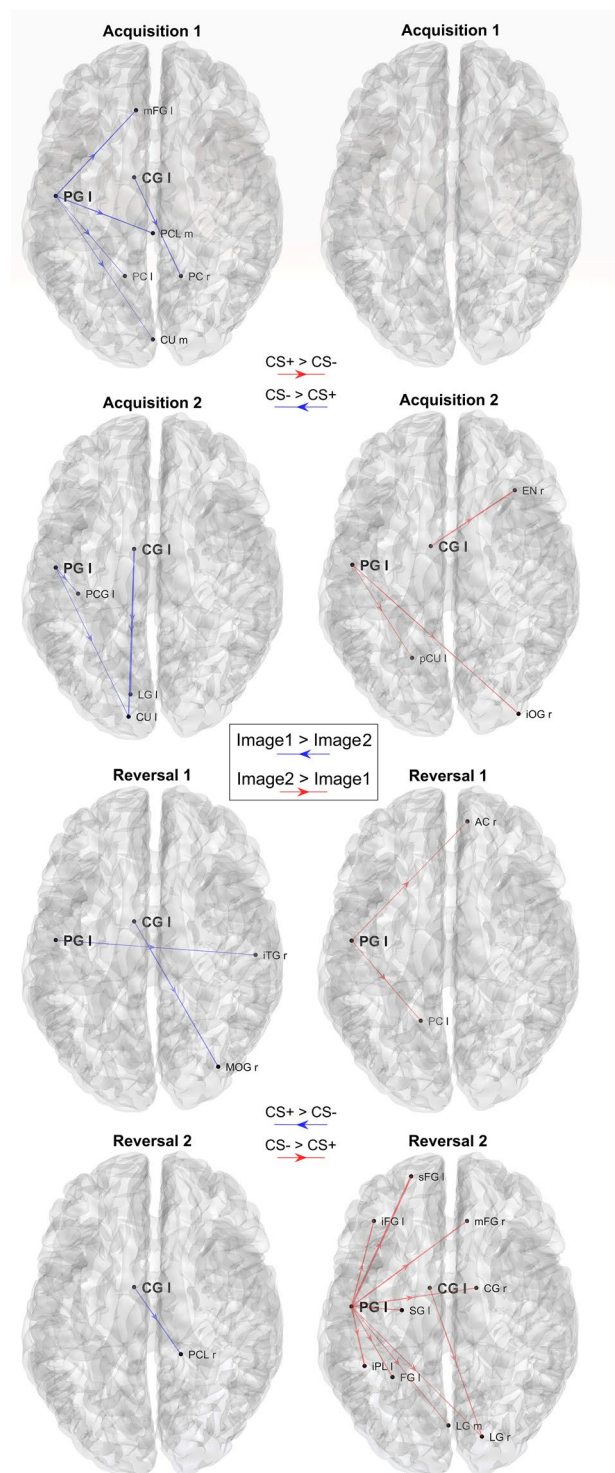 Acquisition 1
Acquisition 1
mFG l
CG l
PG l
PCL m
PC l
PC r
CU m
CS+ > CS-
CS- > CS+
Acquisition 2
Acquisition 2
EN r
CG l
CG l
PG l
PG l
PCG l
pCU l
LG l
CU l
iOG r
Image1 > Image2
Image2 > Image1
Reversal 1
Reversal 1
AC r
CG l
PG l
PG l
iTG r
PC l
MOG r
CS+ > CS-
CS- > CS+
Reversal 2
Reversal 2
sFG l
iFG l
mFG r
CG l
CG l
CG r
PG l
SG l
PCL r
iPL l
FG l
LG m
LG r